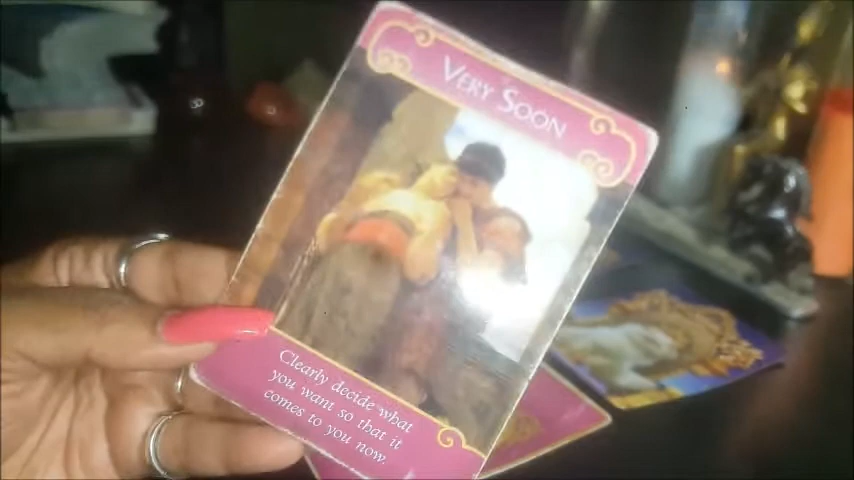 VERY SOON
Clearly decide what
you want so that it
comes to you now.